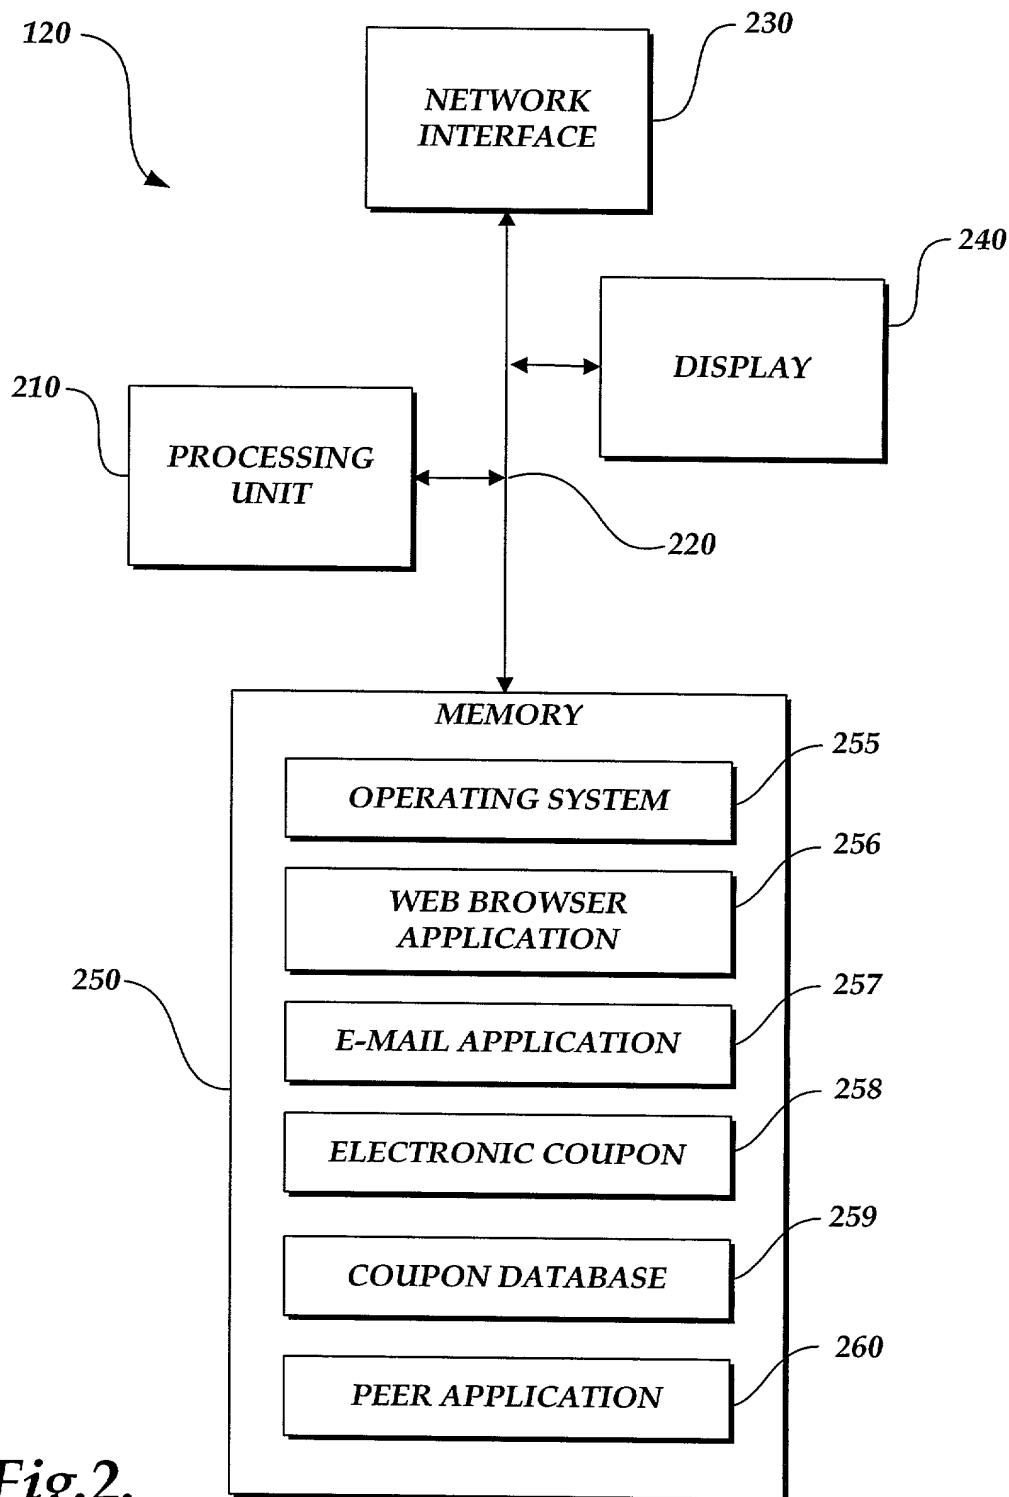 120
230
NETWORK
INTERFACE
240
DISPLAY
210
PROCESSING
UNIT
220
MEMORY
255
OPERATING SYSTEM
256
WEB BROWSER
APPLICATION
250
257
E-MAIL APPLICATION
258
ELECTRONIC COUPON
259
COUPON DATABASE
260
PEER APPLICATION
Fig.2.